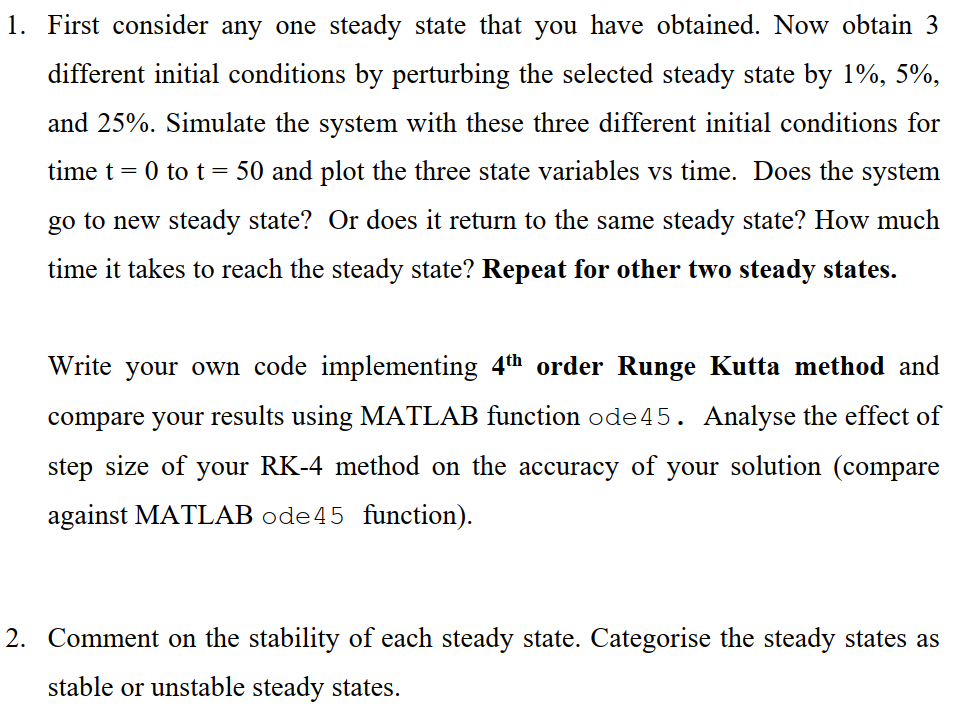 1. First consider any one steady state that you have obtained. Now obtain 3
different initial conditions by perturbing the selected steady state by 1%, 5%,
and 25%. Simulate the system with these three different initial conditions for
time t = 0 to t = 50 and plot the three state variables vs time. Does the system
go to new steady state? Or does it return to the same steady state? How much
time it takes to reach the steady state? Repeat for other two steady states.
Write your own code implementing 4th order Runge Kutta method and
compare your results using MATLAB function ode45. Analyse the effect of
step size of your RK-4 method on the accuracy of your solution (compare
against MATLAB ode45 function).
2. Comment on the stability of each steady state. Categorise the steady states as
stable or unstable steady states.